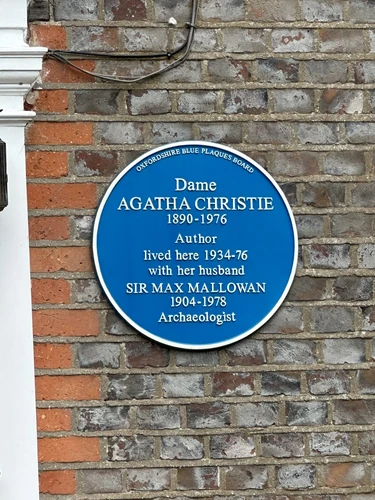 OXFORDSHIRE BLUE PLAQUES BOARD
Dame
AGATHA CHRISTIE
1890-1976
Author
lived here 1934-76
with her husband
SIR MAX MALLOWAN
1904-1978
Archaeologist